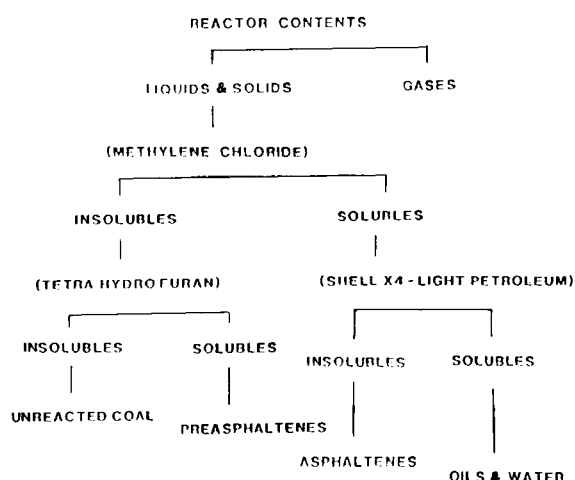 REACTOR CONTENTS
LIQUIDS & SOLIDS GASES
(METHYLENE CHLORIDE)
INSOLUBLES SOLUBLES
(TETRA HYDRO FURAN) (SHELL X4 - LIGHT PETROLEUM)
INSOLUBLES SOLUBLES INSOLUBLES SOLUBLES
UNREACTED COAL PREASPHALTENES
ASPHALTENES OILS & WATER